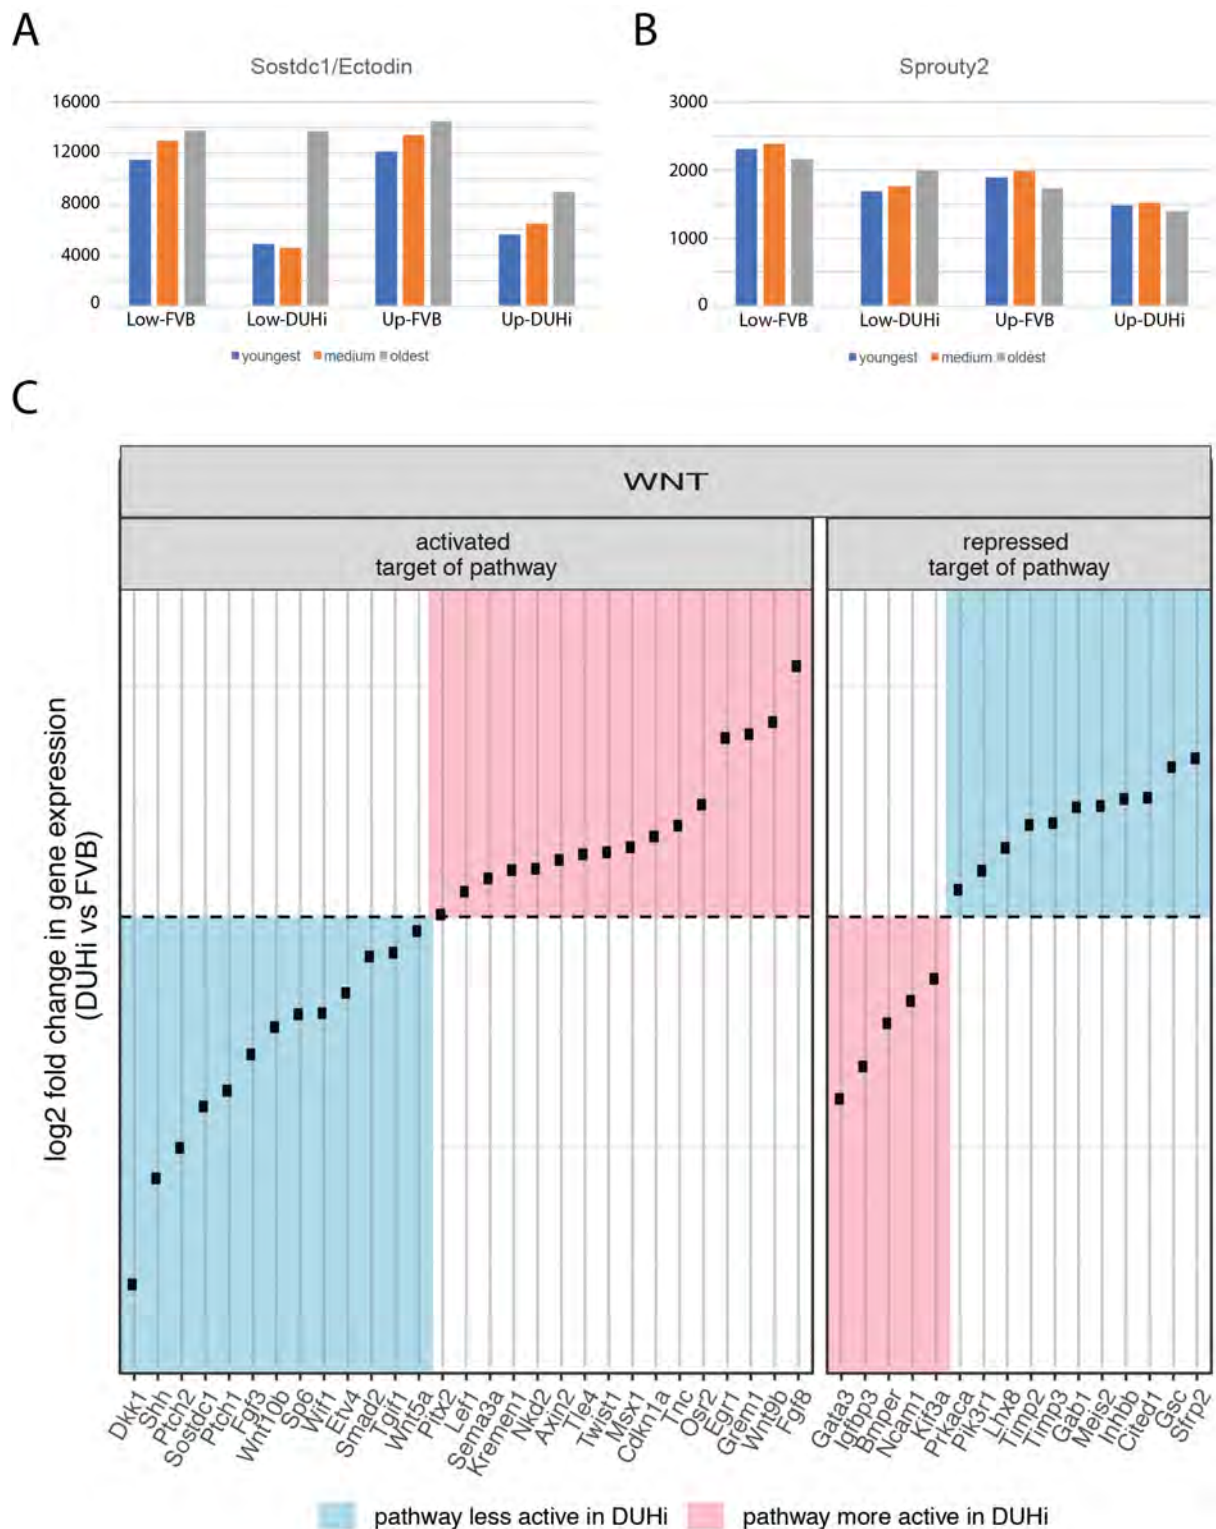 A
Sostdc1/Ectodin
16000
12000
8000
4000
0
Low-FVB Low-DUHi Up-FVB Up-DUHi
youngest medium oldest
B
Sprouty2
3000
2000
1000
0
Low-FVB Low-DUHi Up-FVB Up-DUHi
youngest medium oldest
C
WNT
activated
target of pathway
repressed
target of pathway
log2 fold change in gene expression
(DUHi vs FVB)
Dkk1
Shh
Ptch2
Sostdc1
Ptch1
Fgf3
Wnt10b
Sp6
Wif1
Etv4
Smad2
Tgif1
Wnt5a
Pitx2
Lef1
Sema3a
Kremen1
Nkd2
Axin2
Tle4
Twist1
Msx1
Cdkn1a
Tnc
Osr2
Egr1
Grem1
Wnt9b
Fgf8
Gata3
Igfbp3
Bmper
Ncam1
Kif3a
Prkaca
Pik3r1
Lhx8
Timp2
Timp3
Gab1
Meis2
Inhbb
Cited1
Gsc
Sfrp2
pathway less active in DUHi pathway more active in DUHi